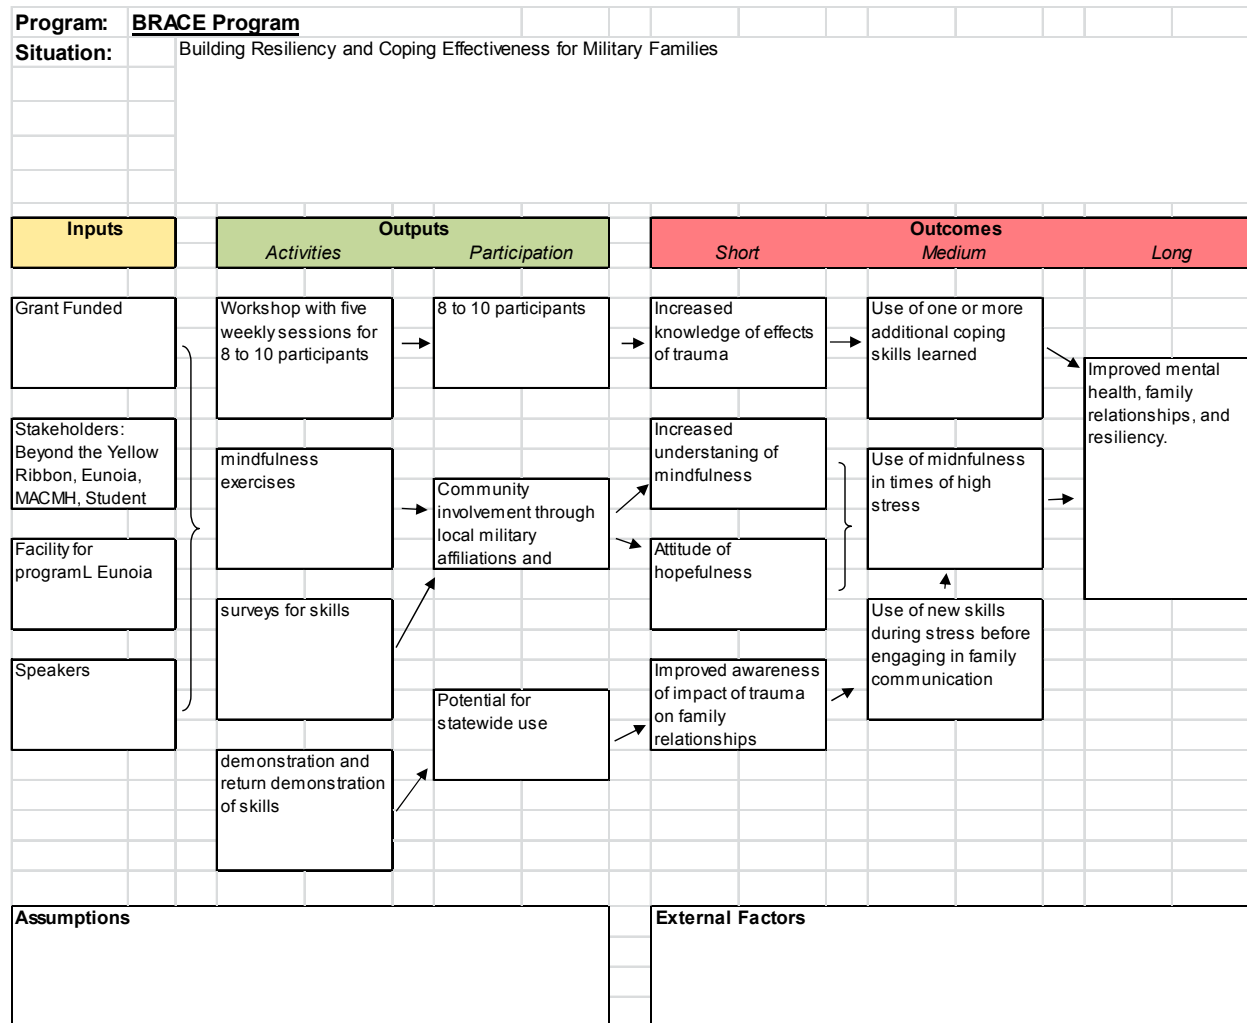 Program: BRACE Program
Situation: Building Resiliency and Coping Effectiveness for Military Families
Inputs
Outputs
Activities Participation
Outcomes
Short Medium Long
Grant Funded
Stakeholders:
Beyond the Yellow
Ribbon, Eunoia,
MACMH, Student
Facility for
programL Eunoia
Speakers
Workshop with five
weekly sessions for
8 to 10 participants
mindfulness
exercises
surveys for skills
demonstration and
return demonstration
of skills
8 to 10 participants
Community
involvement through
local military
affiliations and
Potential for
statewide use
Increased
knowledge of effects
of trauma
Increased
understaning of
mindfulness
Attitude of
hopefulness
Improved awareness
of impact of trauma
on family
relationships
Use of one or more
additional coping
skills learned
Use of midnfulness
in times of high
stress
Use of new skills
during stress before
engaging in family
communication
Improved mental
health, family
relationships, and
resiliency.
Assumptions
External Factors